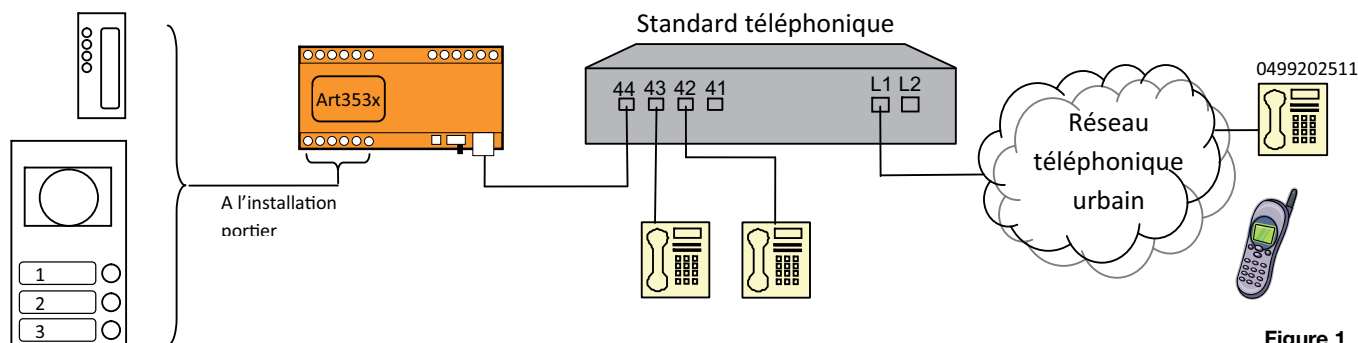 Standard téléphonique
Art353x
44 43 42 41
L1 L2
0499202511
Réseau
téléphonique
urbain
A l'installation
portier
1
2
3
Figure 1